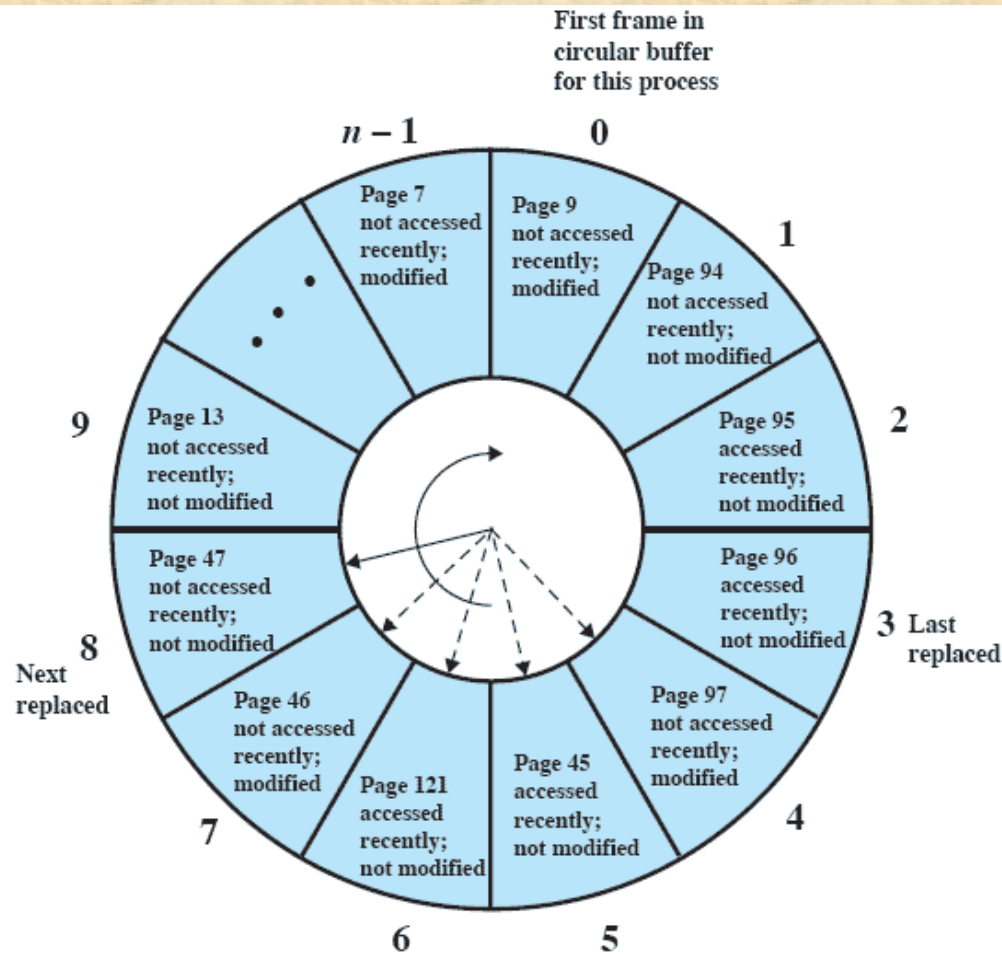 First frame in
circular buffer
for this process
n – 1
0
Page 7
not accessed
recently;
modified
Page 9
not accessed
recently;
modified
1
Page 94
not accessed
recently;
not modified
2
Page 95
accessed
recently;
not modified
9
Page 13
not accessed
recently;
not modified
Page 96
accessed
recently;
not modified
3 Last
replaced
Page 47
not accessed
recently;
not modified
8
Next
replaced
Page 97
not accessed
recently;
modified
4
Page 46
not accessed
recently;
modified
7
Page 45
accessed
recently;
not modified
5
Page 121
accessed
recently;
not modified
6